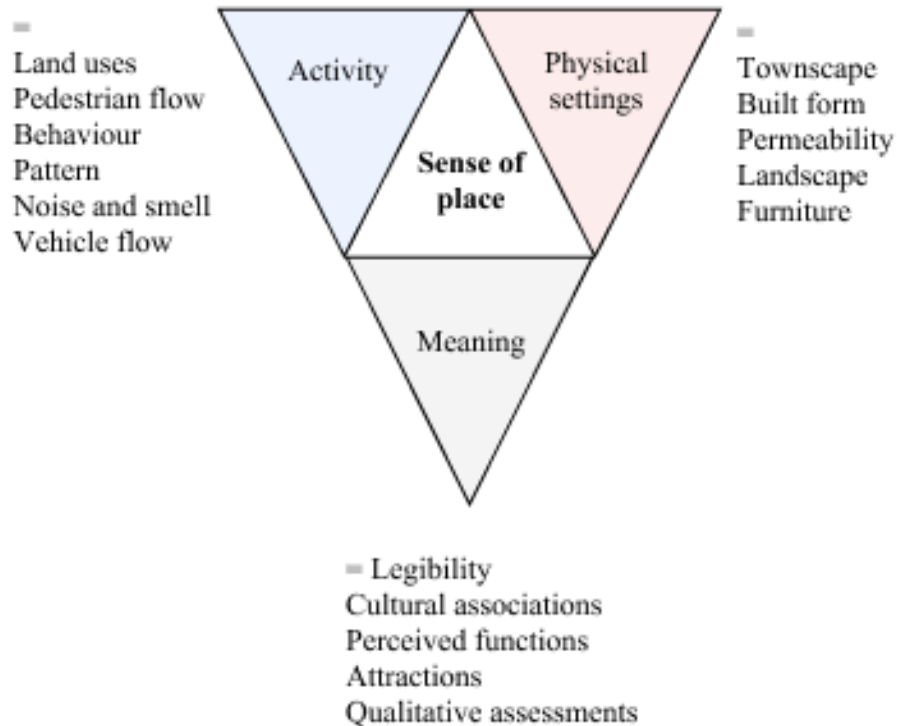 =
Land uses
Pedestrian flow
Behaviour
Pattern
Noise and smell
Vehicle flow
Activity
Sense of
place
Physical
settings
=
Townscape
Built form
Permeability
Landscape
Furniture
Meaning
= Legibility
Cultural associations
Perceived functions
Attractions
Qualitative assessments